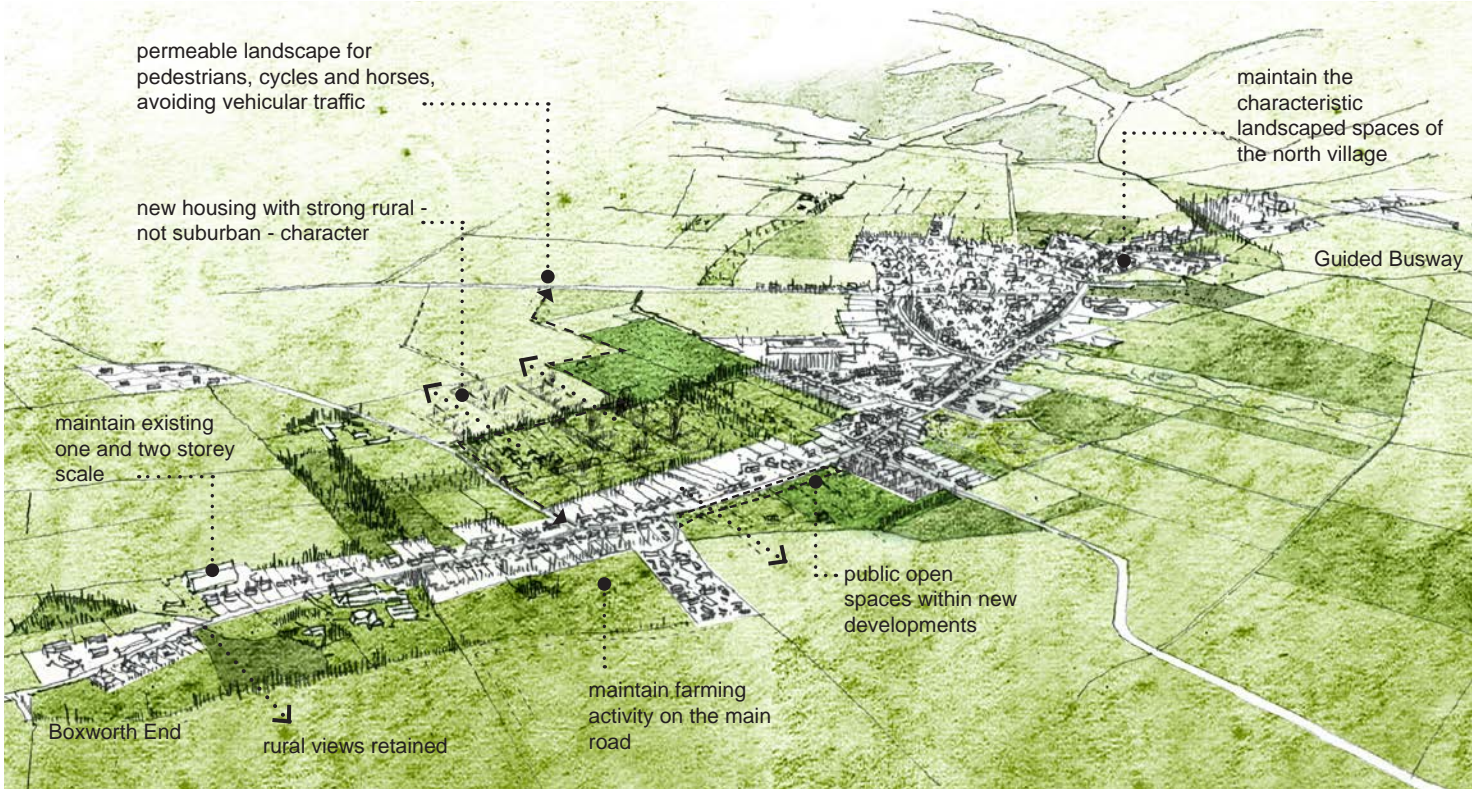 permeable landscape for
pedestrians, cycles and horses,
avoiding vehicular traffic
maintain the
characteristic
landscaped spaces of
the north village
new housing with strong rural -
not suburban - character
Guided Busway
maintain existing
one and two storey
scale
public open
spaces within new
developments
maintain farming
activity on the main
road
Boxworth End
rural views retained